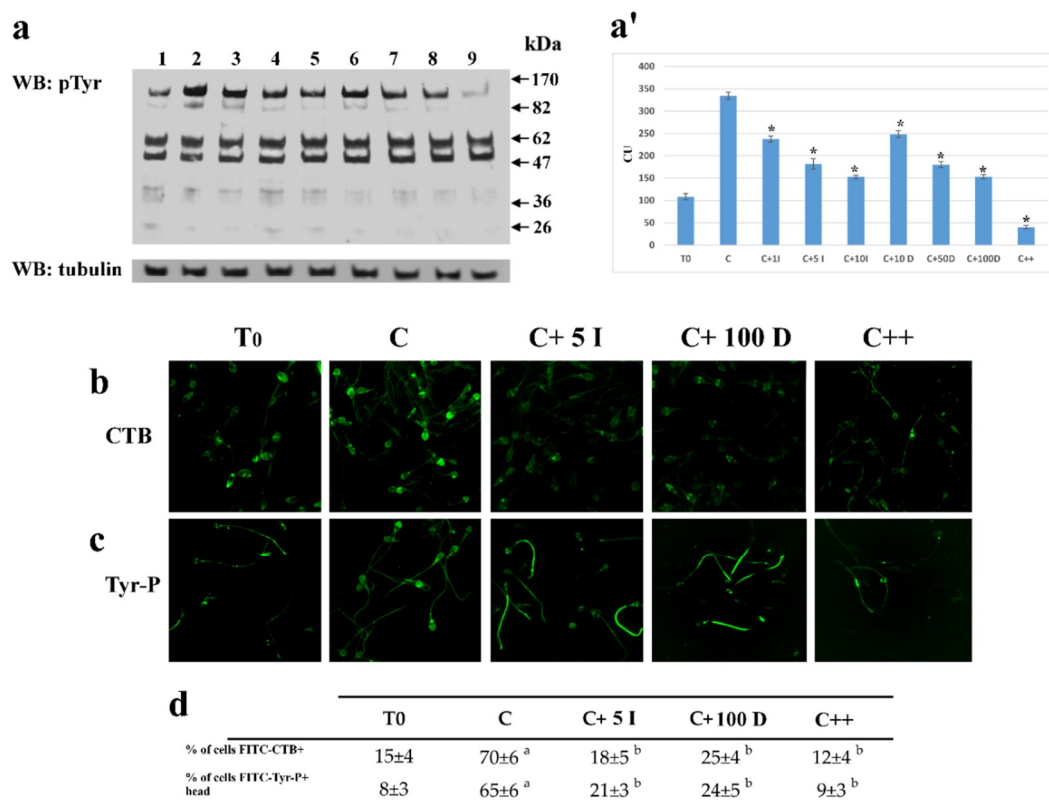 a
1 2 3 4 5 6 7 8 9
kDa
WB: pTyr
170
82
62
47
36
26
WB: tubulin
a'
CU
400
350
300
250
200
150
100
50
0
* * * * * * *
T0 C C+1I C+5 I C+10I C+10 D C+50D C+100D C++
T0 C C+ 5 I C+ 100 D C++
b
CTB
c
Tyr-P
d
T0 C C+ 5 I C+100 D C++
% of cells FITC-CTB+ 15±4 70±6 a 18±5 b 25±4 b 12±4 b
% of cells FITC-Tyr-P+
head 8±3 65±6 a 21±3 b 24±5 b 9±3 b